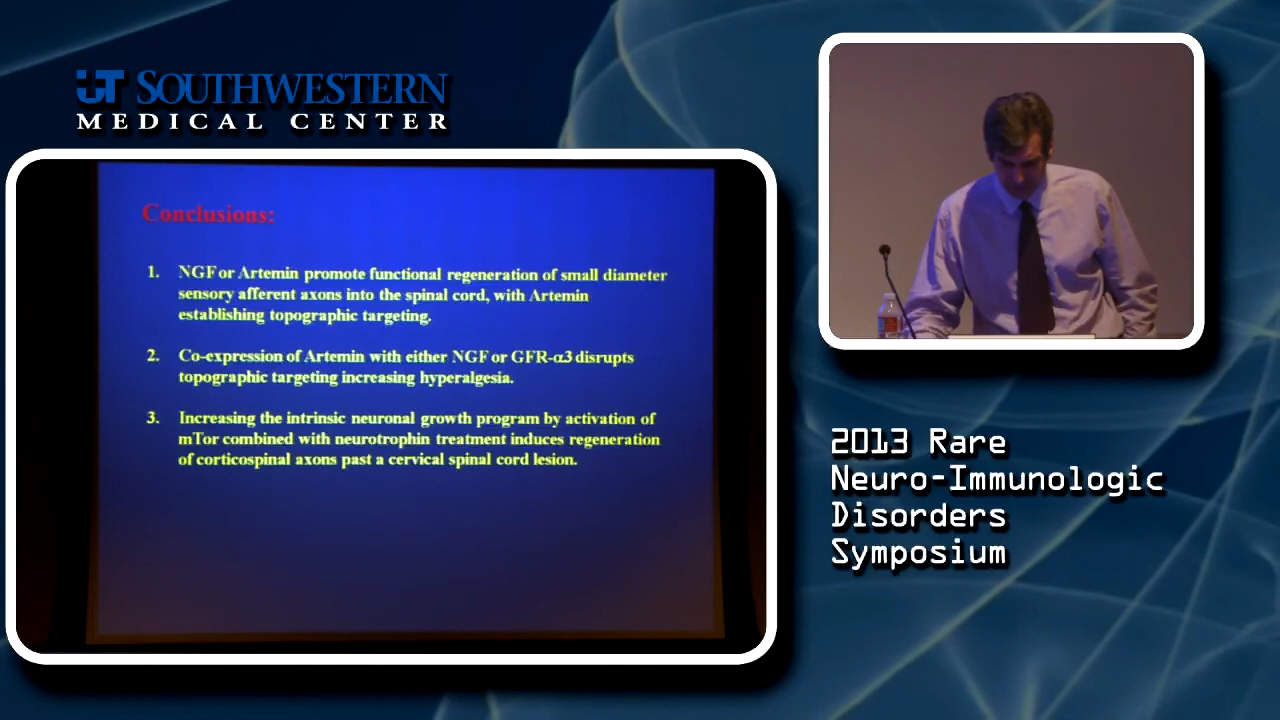 UT SOUTHWESTERN
MEDICAL CENTER
Conclusions:
1. NGF or Artemin promote functional regeneration of small diameter
sensory afferent axons into the spinal cord, with Artemin
establishing topographic targeting.
2. Co-expression of Artemin with either NGF or GFR-α3 disrupts
topographic targeting increasing hyperalgesia.
3. Increasing the intrinsic neuronal growth program by activation of
mTor combined with neurotrophin treatment induces regeneration
of corticospinal axons past a cervical spinal cord lesion.
2013 Rare
Neuro-Immunologic
Disorders
Symposium